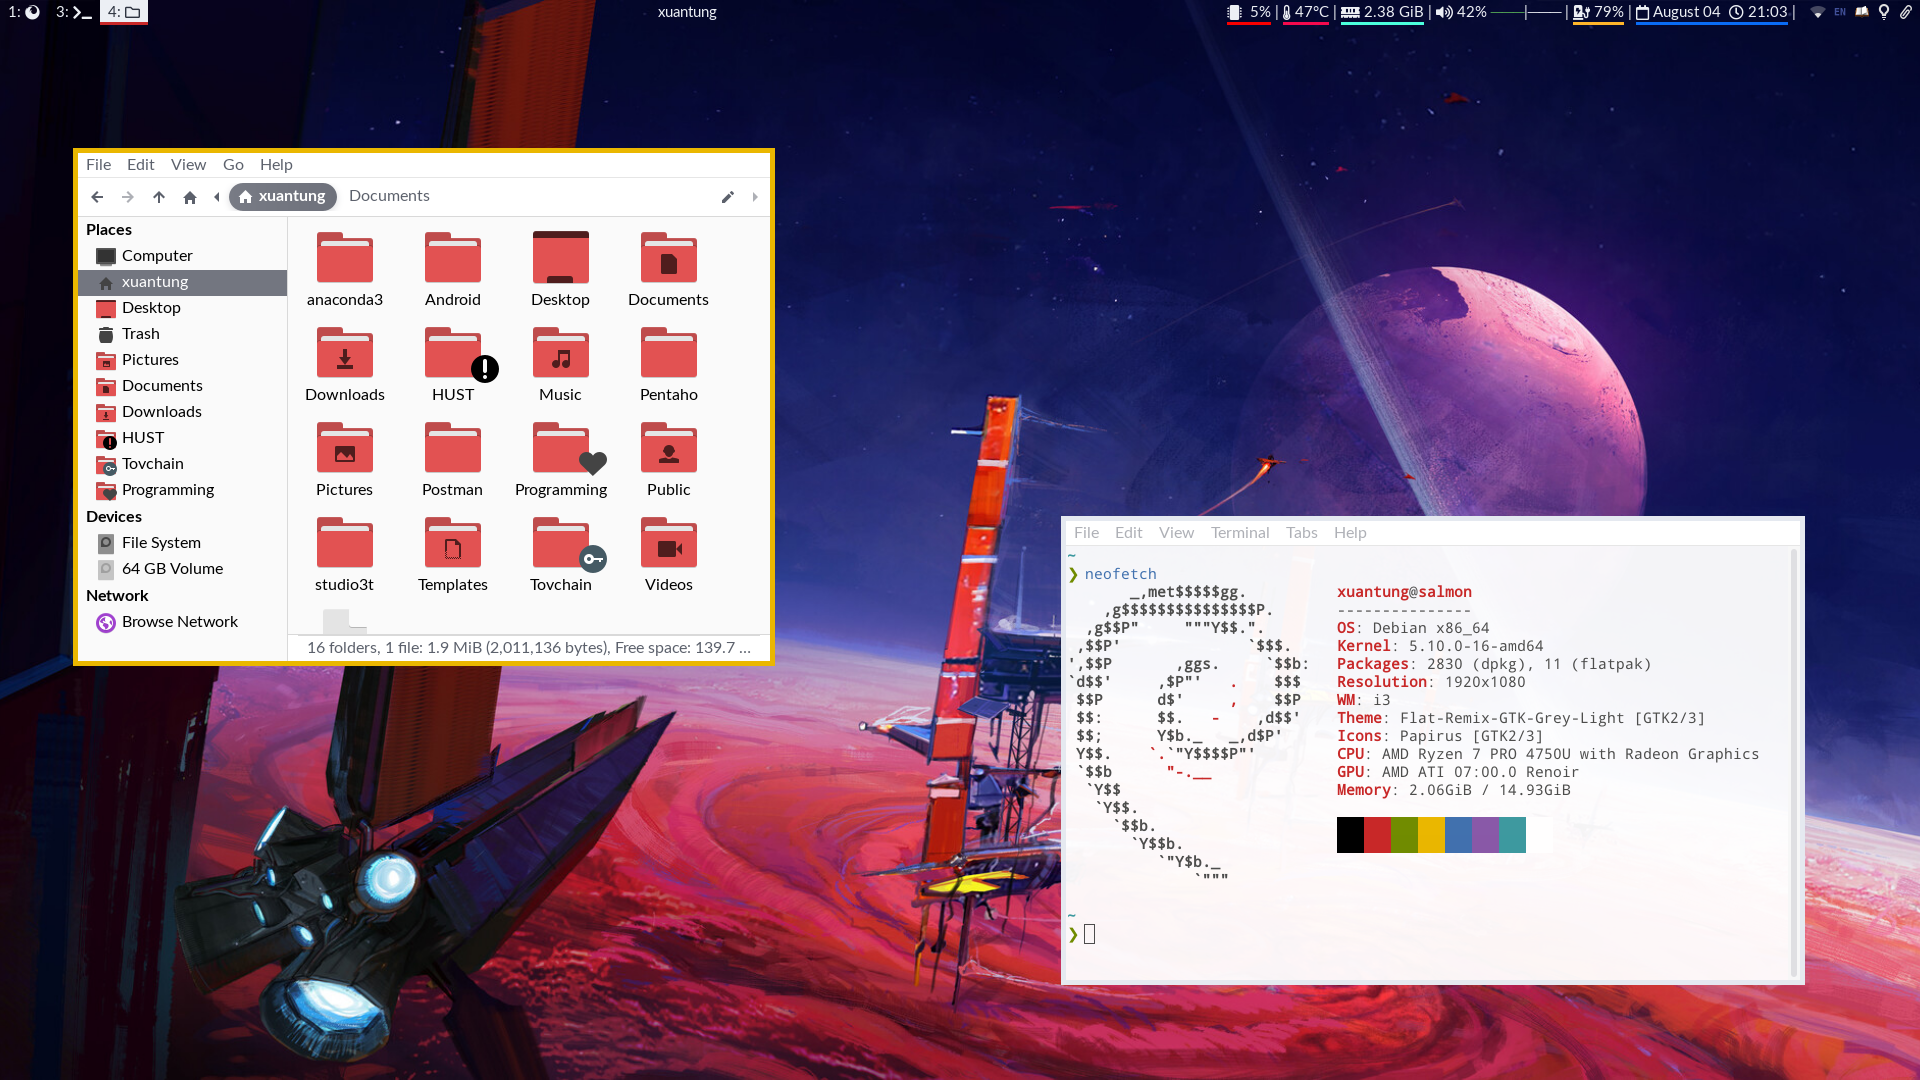 1: 3: 4: xuantung 5% | 47°C | 2.38 GiB | 42% | 79% | August 04 21:03 | EN
File Edit View Go Help
xuantung Documents
Places
Computer
xuantung
Desktop
Trash
Pictures
Documents
Downloads
HUST
Tovchain
Programming
Devices
File System
64 GB Volume
Network
Browse Network
anaconda3 Android Desktop Documents
Downloads HUST Music Pentaho
Pictures Postman Programming Public
studio3t Templates Tovchain Videos
16 folders, 1 file: 1.9 MiB (2,011,136 bytes), Free space: 139.7 ...
File Edit View Terminal Tabs Help
~
❯ neofetch
_,met$$$$$gg.
,g$$$$$$$$$$$$$$$P.
,g$$P"     """Y$$.".
,$$P'              `$$$.
',$$P       ,ggs.     `$$b:
`d$$'     ,$P"'   .    $$$
$$P      d$'     ,    $$P
$$:      $$.   -    ,d$$'
$$;      Y$b._   _,d$P'
Y$$.    `.`"Y$$$$P"'
`$$b      "-.__
`Y$$
`Y$$.
`$$b.
`Y$$b.
`"Y$b._
`"""
xuantung@salmon
---------------
OS: Debian x86_64
Kernel: 5.10.0-16-amd64
Packages: 2830 (dpkg), 11 (flatpak)
Resolution: 1920x1080
WM: i3
Theme: Flat-Remix-GTK-Grey-Light [GTK2/3]
Icons: Papirus [GTK2/3]
CPU: AMD Ryzen 7 PRO 4750U with Radeon Graphics
GPU: AMD ATI 07:00.0 Renoir
Memory: 2.06GiB / 14.93GiB
~
❯